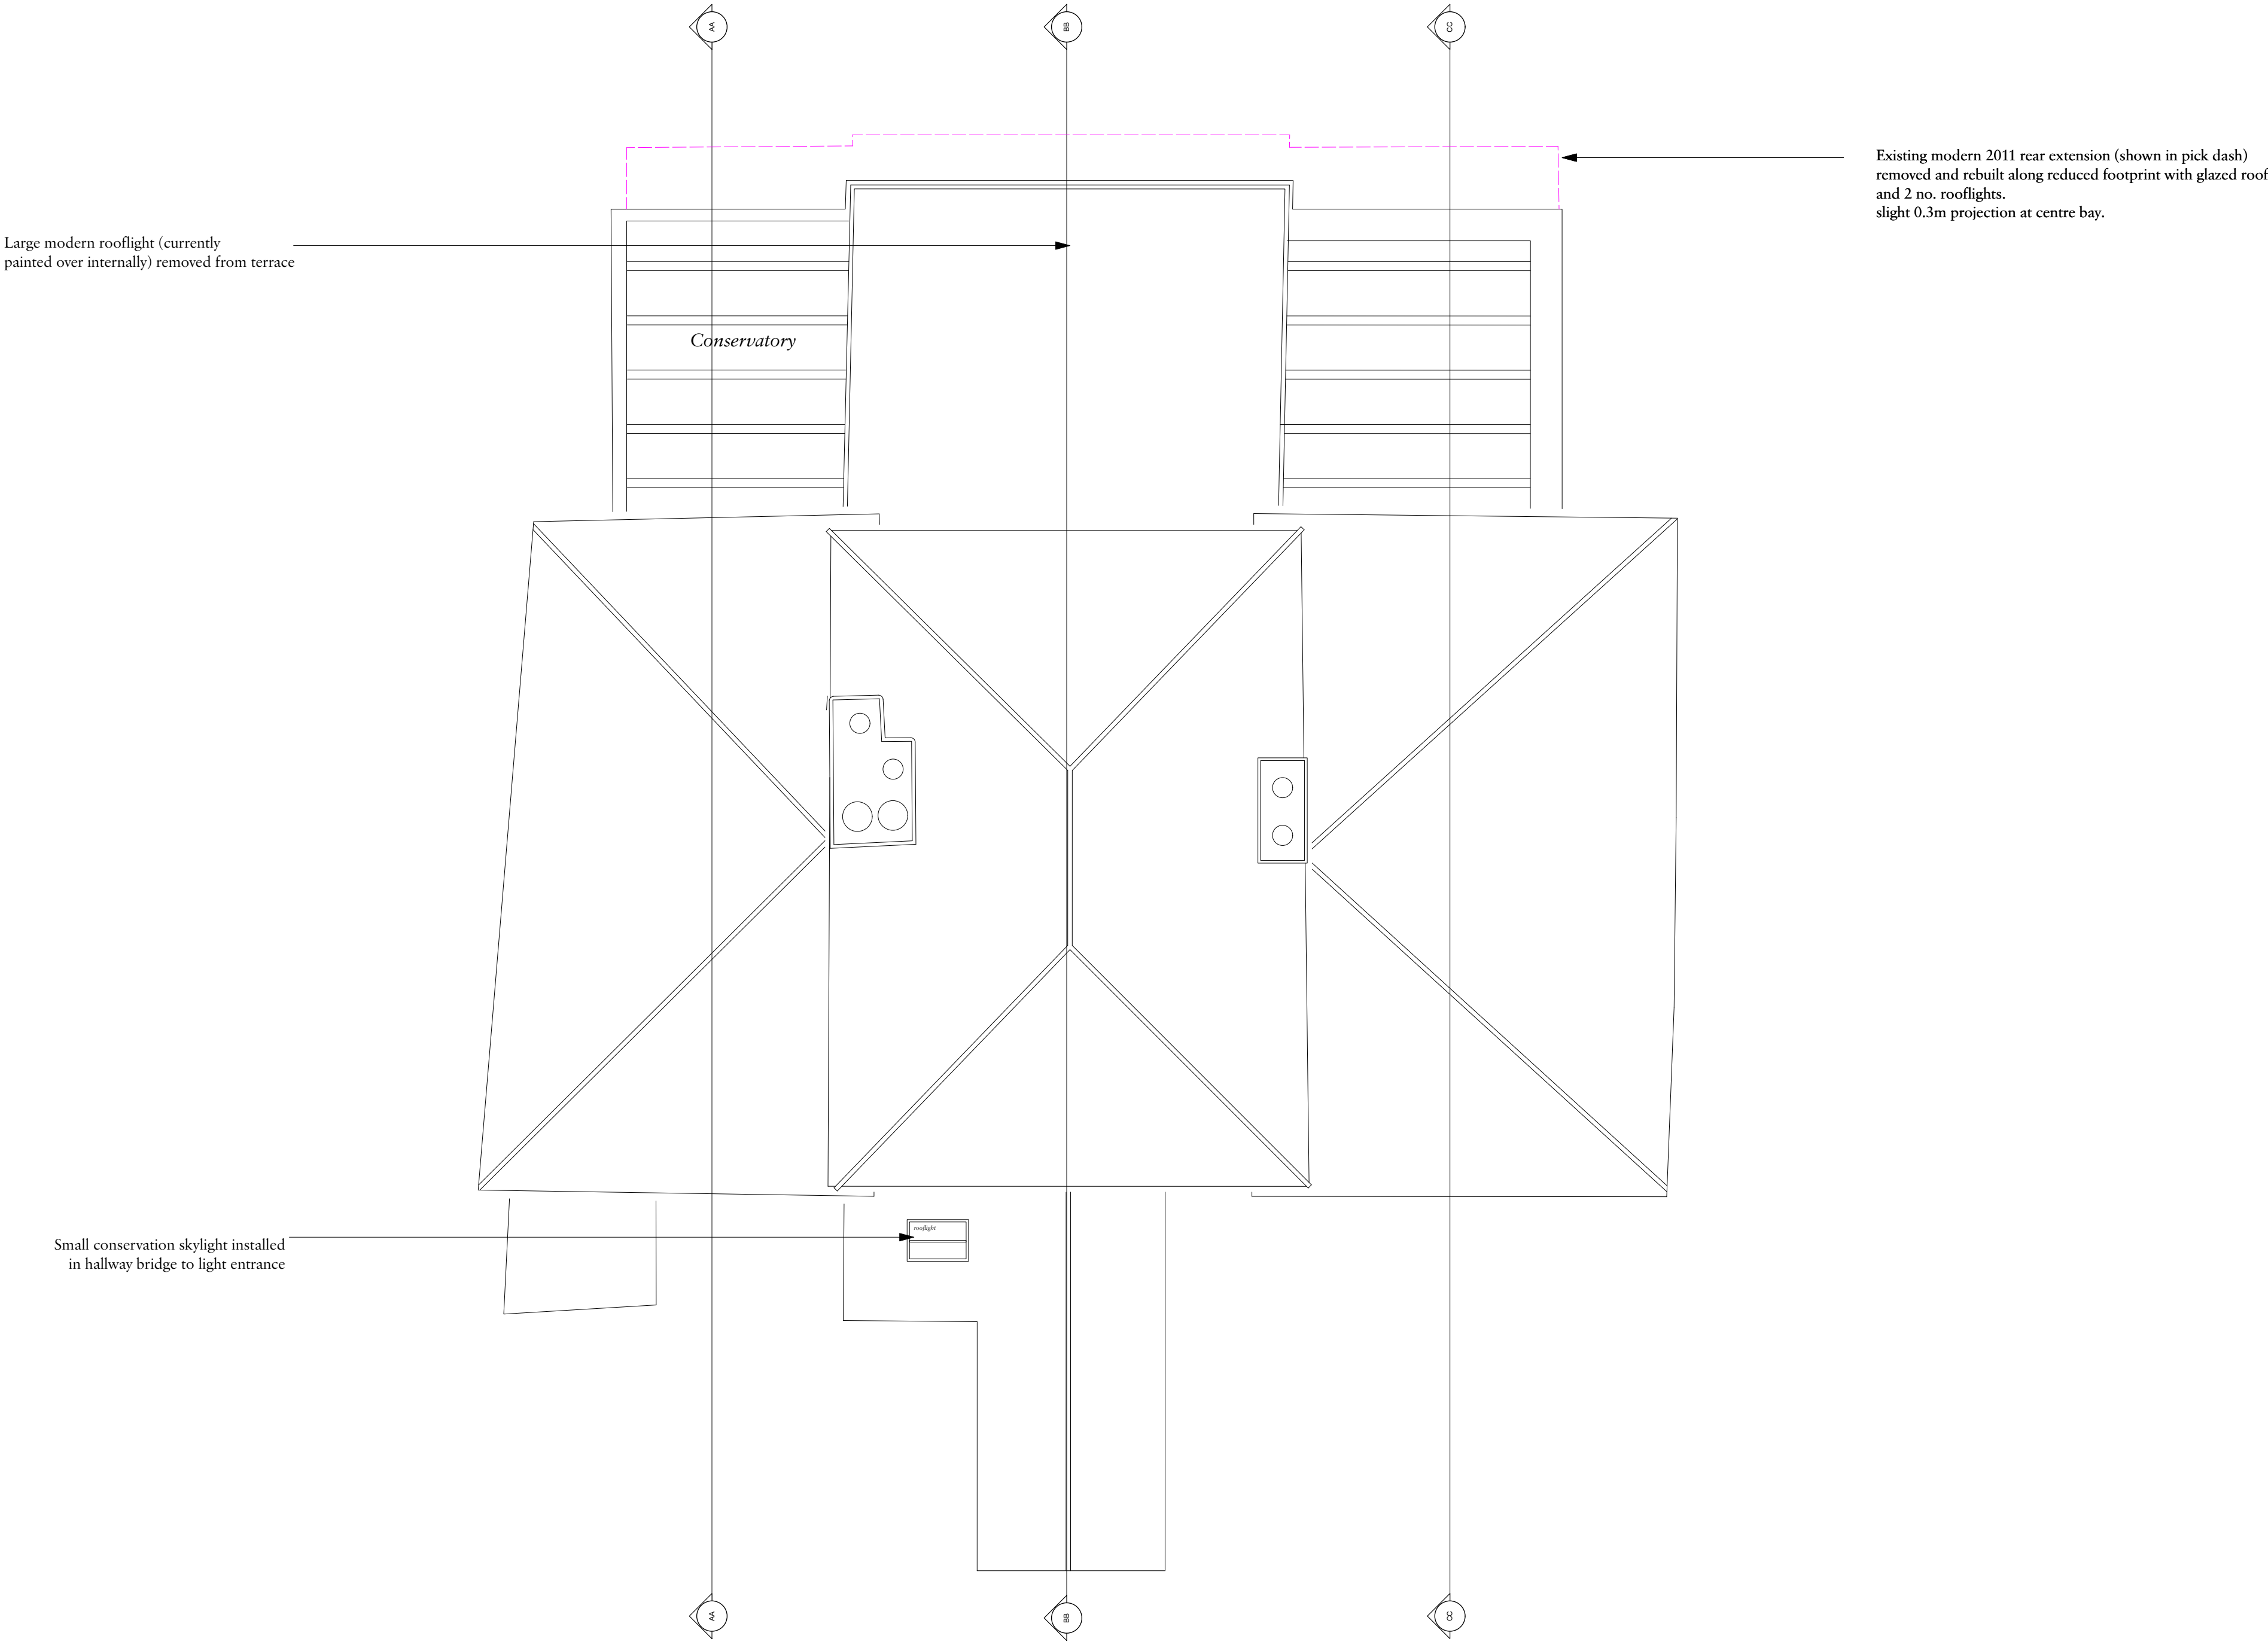 AA
BB
CC
Existing modern 2011 rear extension (shown in pick dash)
removed and rebuilt along reduced footprint with glazed roof
and 2 no. rooflights.
slight 0.3m projection at centre bay.
Large modern rooflight (currently
painted over internally) removed from terrace
Conservatory
rooflight
Small conservation skylight installed
in hallway bridge to light entrance
AA
BB
CC